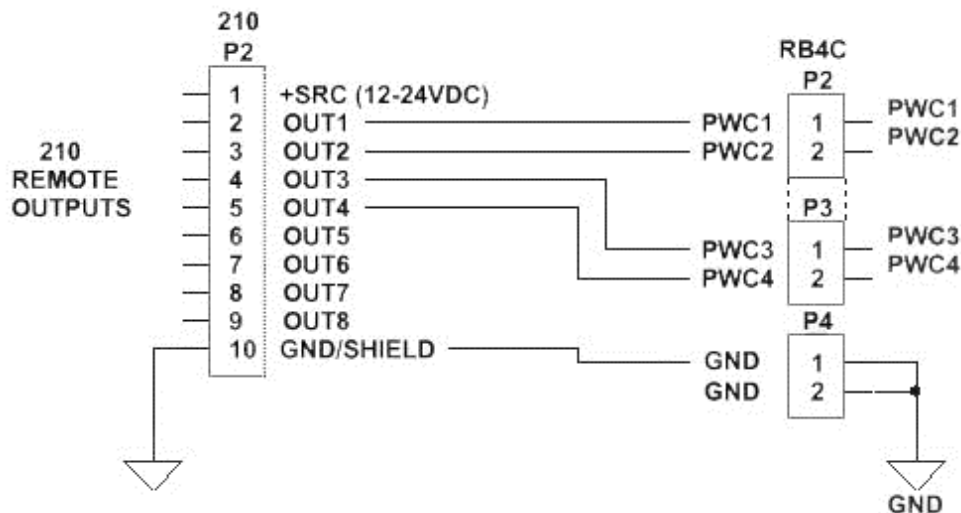 210
P2
1 +SRC (12-24VDC)
2 OUT1
3 OUT2
4 OUT3
5 OUT4
6 OUT5
7 OUT6
8 OUT7
9 OUT8
10 GND/SHIELD
210
REMOTE
OUTPUTS
RB4C
P2
PWC1 1 PWC1
PWC2 2 PWC2
P3
PWC3 1 PWC3
PWC4 2 PWC4
P4
GND 1
GND 2
GND